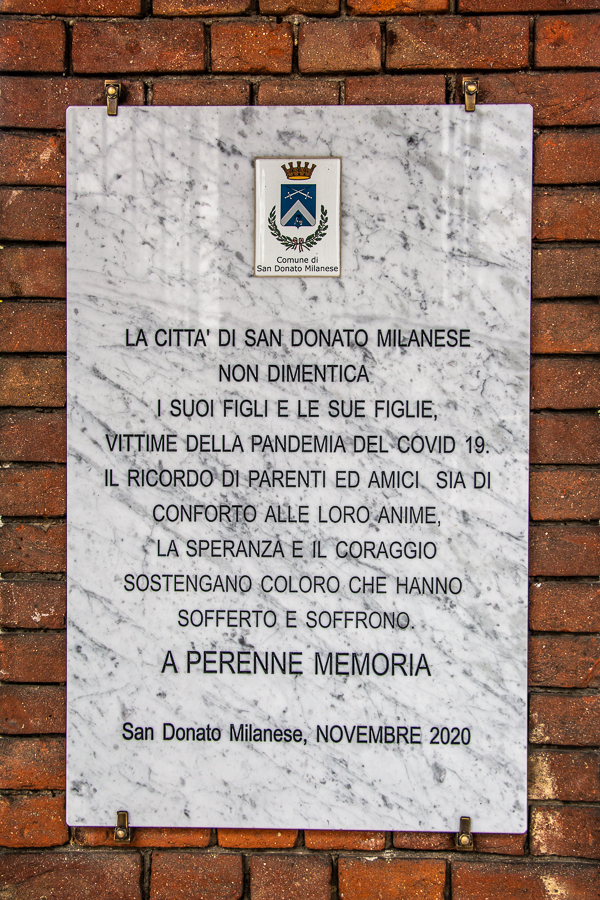 Comune di
San Donato Milanese
LA CITTA' DI SAN DONATO MILANESE
NON DIMENTICA
I SUOI FIGLI E LE SUE FIGLIE,
VITTIME DELLA PANDEMIA DEL COVID 19.
IL RICORDO DI PARENTI ED AMICI SIA DI
CONFORTO ALLE LORO ANIME,
LA SPERANZA E IL CORAGGIO
SOSTENGANO COLORO CHE HANNO
SOFFERTO E SOFFRONO.
A PERENNE MEMORIA
San Donato Milanese, NOVEMBRE 2020